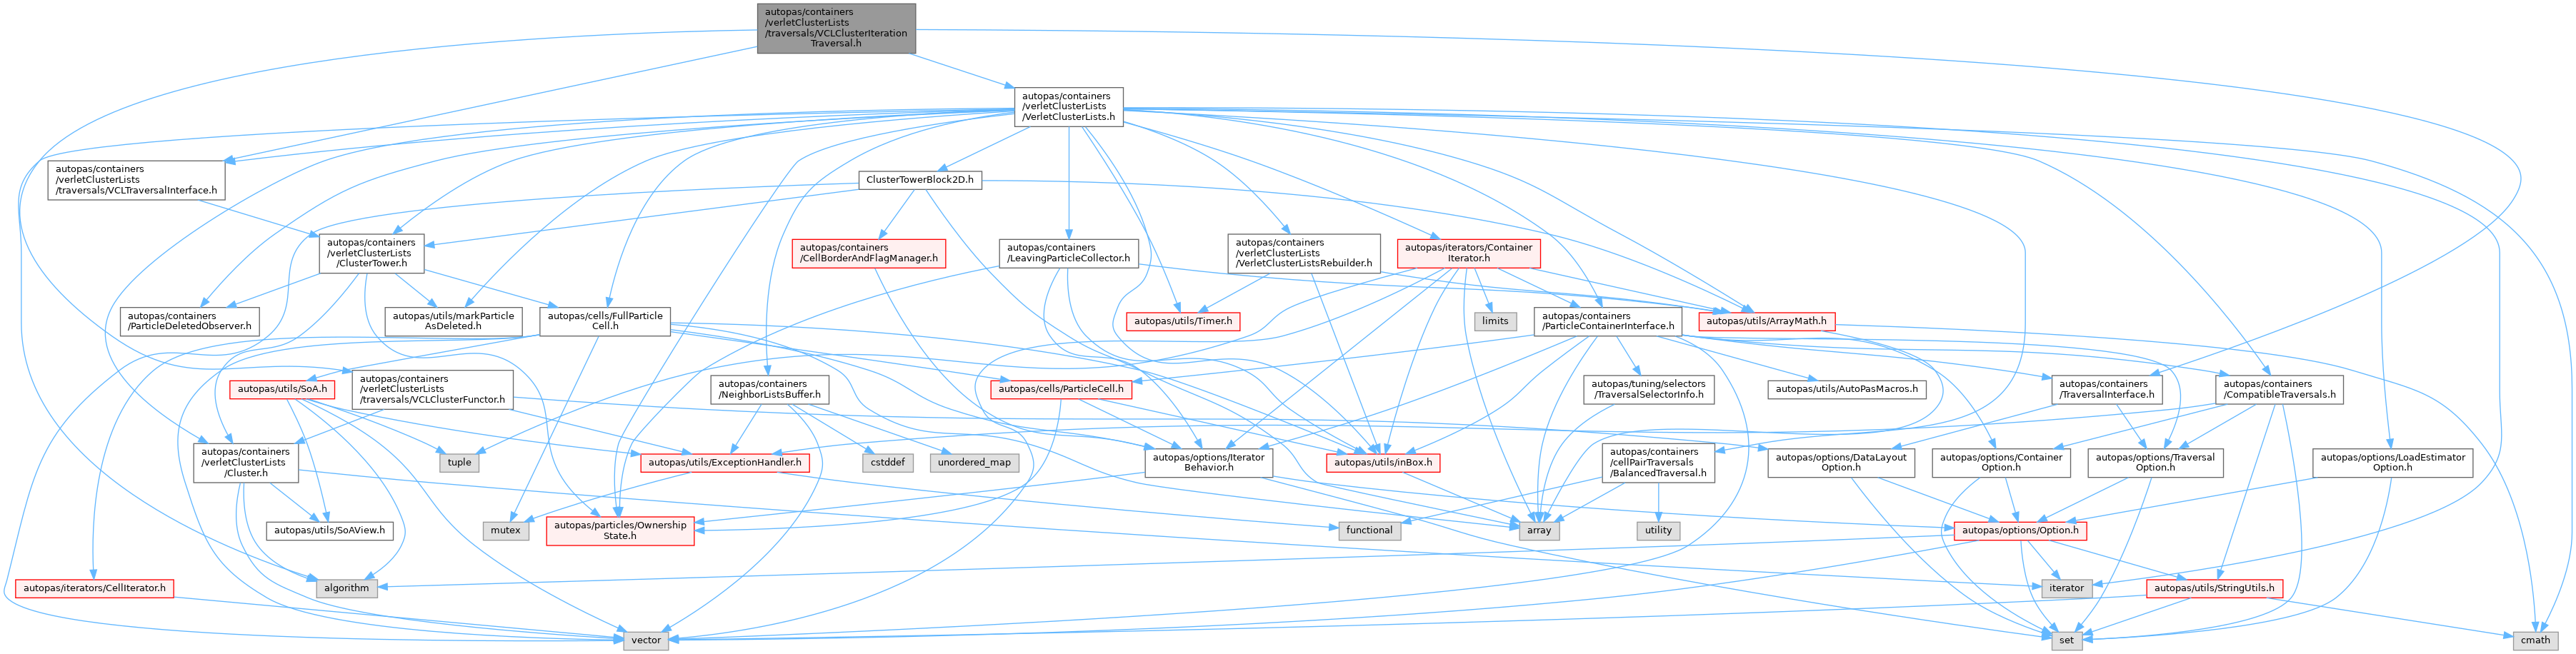 autopas/containers
/verletClusterLists
/traversals/VCLClusterIteration
Traversal.h
autopas/containers
/verletClusterLists
/VerletClusterLists.h
autopas/containers
/verletClusterLists
/traversals/VCLTraversalInterface.h
ClusterTowerBlock2D.h
autopas/containers
/verletClusterLists
/ClusterTower.h
autopas/containers
/CellBorderAndFlagManager.h
autopas/containers
/LeavingParticleCollector.h
autopas/containers
/verletClusterLists
/VerletClusterListsRebuilder.h
autopas/iterators/Container
Iterator.h
autopas/containers
/ParticleDeletedObserver.h
autopas/utils/markParticle
AsDeleted.h
autopas/cells/FullParticle
Cell.h
autopas/utils/Timer.h
limits
autopas/containers
/ParticleContainerInterface.h
autopas/utils/ArrayMath.h
autopas/utils/SoA.h
autopas/containers
/verletClusterLists
/traversals/VCLClusterFunctor.h
autopas/containers
/NeighborListsBuffer.h
autopas/cells/ParticleCell.h
autopas/tuning/selectors
/TraversalSelectorInfo.h
autopas/utils/AutoPasMacros.h
autopas/containers
/TraversalInterface.h
autopas/containers
/CompatibleTraversals.h
autopas/containers
/verletClusterLists
/Cluster.h
tuple
autopas/utils/ExceptionHandler.h
cstddef
unordered_map
autopas/options/Iterator
Behavior.h
autopas/utils/inBox.h
autopas/containers
/cellPairTraversals
/BalancedTraversal.h
autopas/options/DataLayout
Option.h
autopas/options/Container
Option.h
autopas/options/Traversal
Option.h
autopas/options/LoadEstimator
Option.h
autopas/utils/SoAView.h
mutex
autopas/particles/Ownership
State.h
functional
array
utility
autopas/options/Option.h
autopas/iterators/CellIterator.h
algorithm
iterator
autopas/utils/StringUtils.h
vector
set
cmath